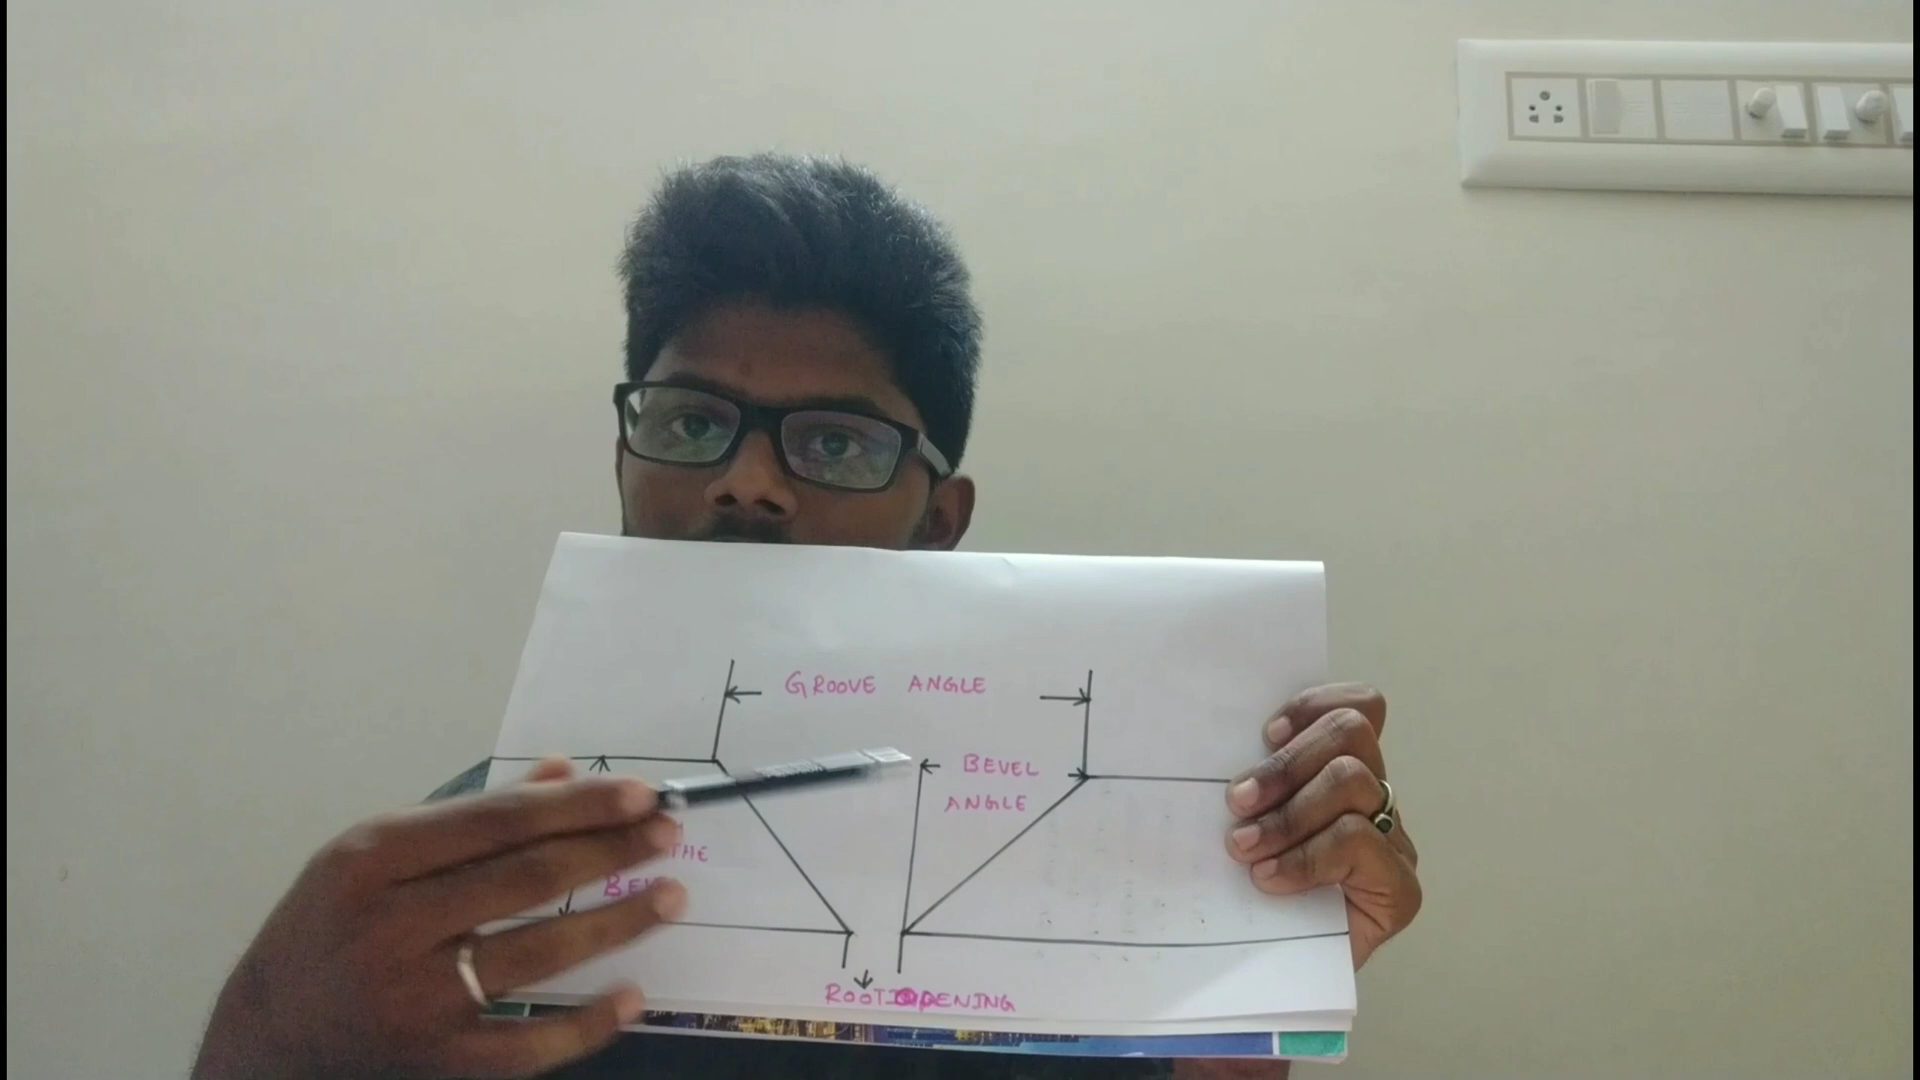 GROOVE ANGLE
BEVEL
ANGLE
THE
ROOT OPENING